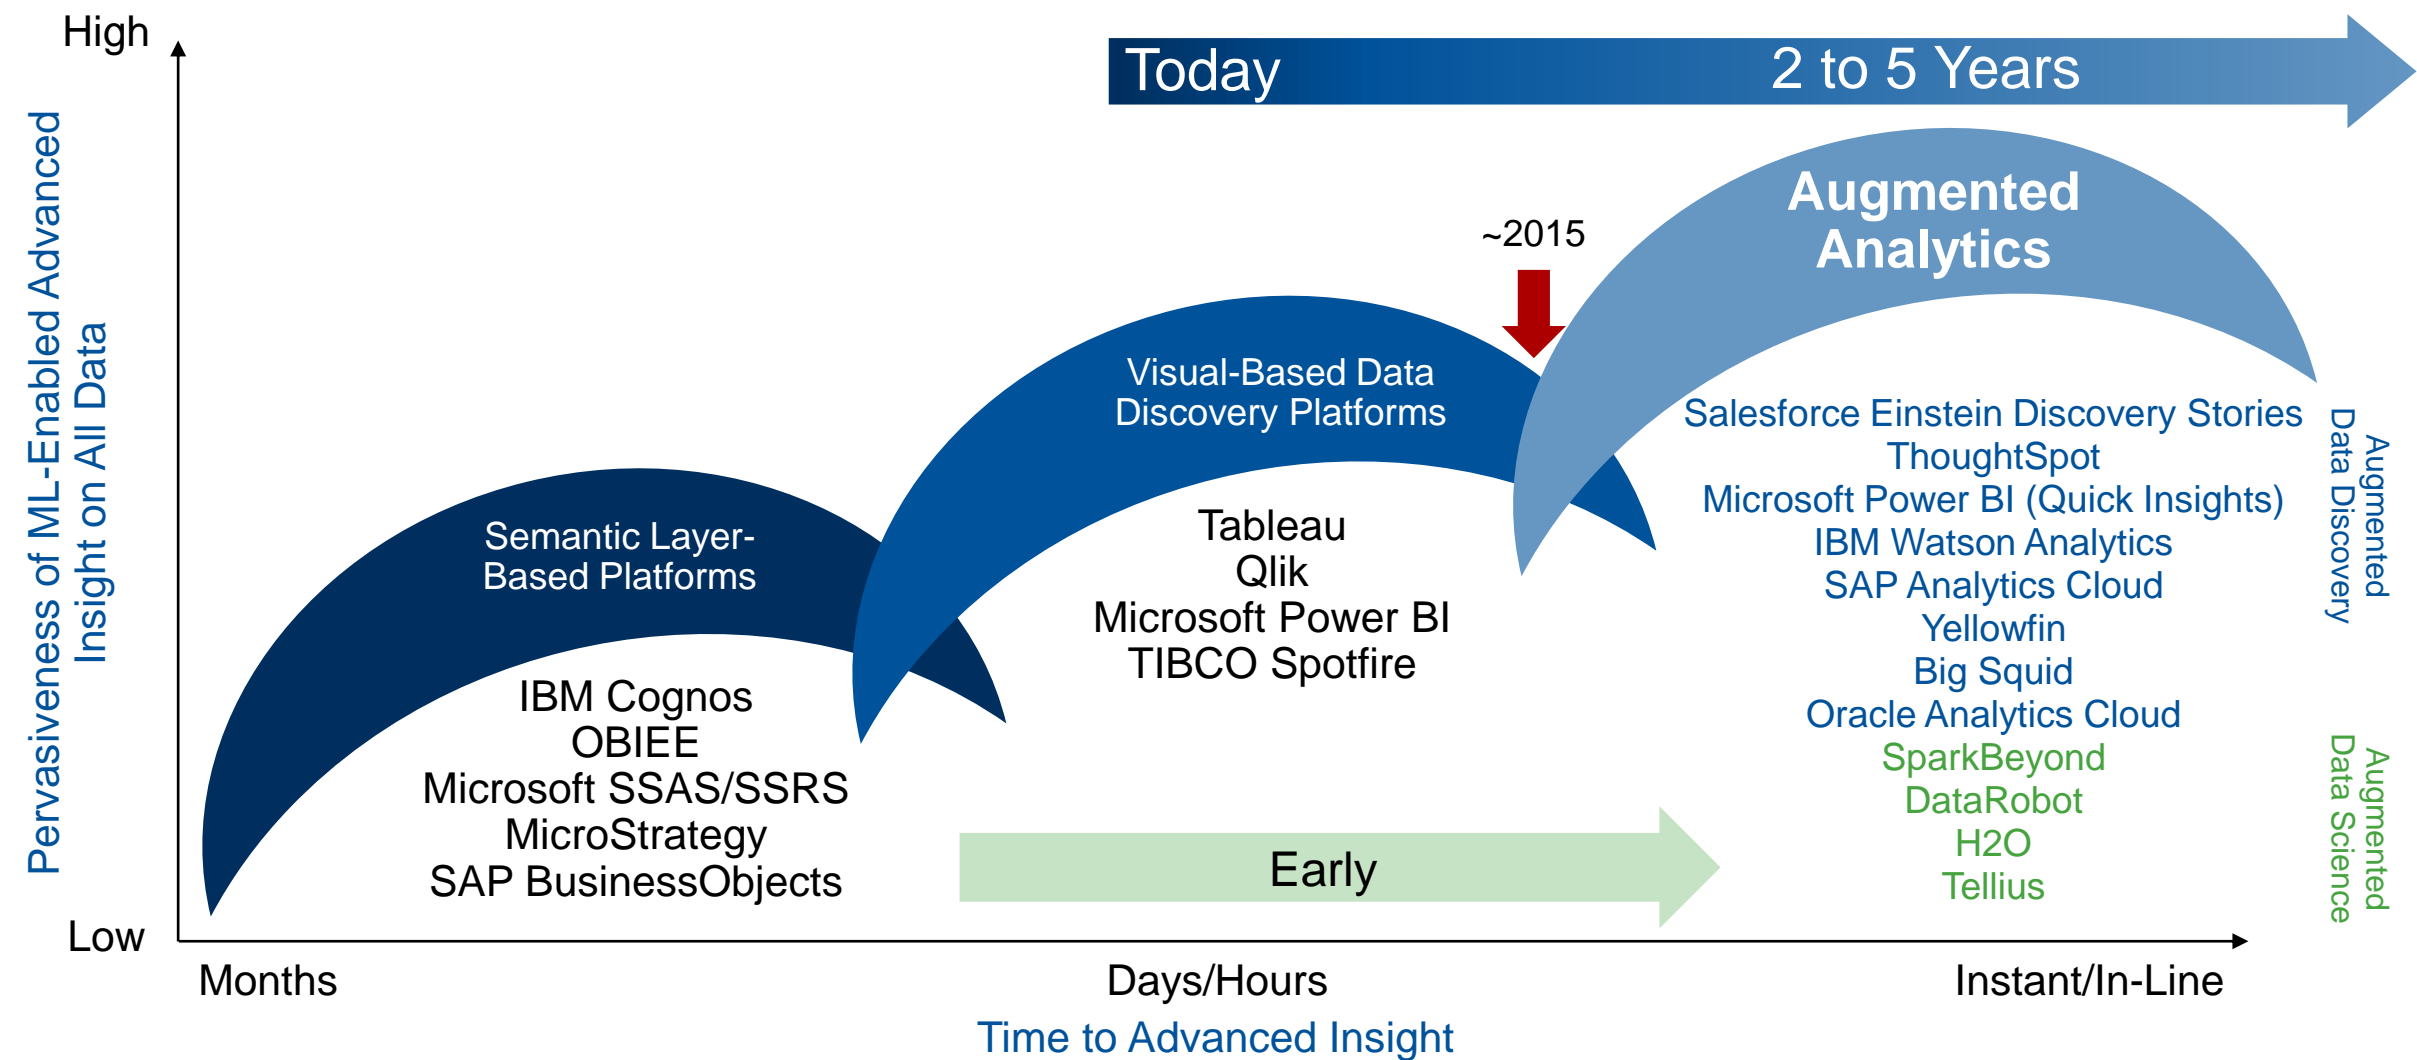 High
Today
2 to 5 Years
Pervasiveness of ML-Enabled Advanced
Insight on All Data
Augmented
Analytics
~2015
Visual-Based Data
Discovery Platforms
Semantic Layer-
Based Platforms
IBM Cognos
OBIEE
Microsoft SSAS/SSRS
MicroStrategy
SAP BusinessObjects
Tableau
Qlik
Microsoft Power BI
TIBCO Spotfire
Salesforce Einstein Discovery Stories
ThoughtSpot
Microsoft Power BI (Quick Insights)
IBM Watson Analytics
SAP Analytics Cloud
Yellowfin
Big Squid
Oracle Analytics Cloud
SparkBeyond
DataRobot
H2O
Tellius
Augmented
Data Discovery
Augmented
Data Science
Early
Low
Months
Days/Hours
Instant/In-Line
Time to Advanced Insight